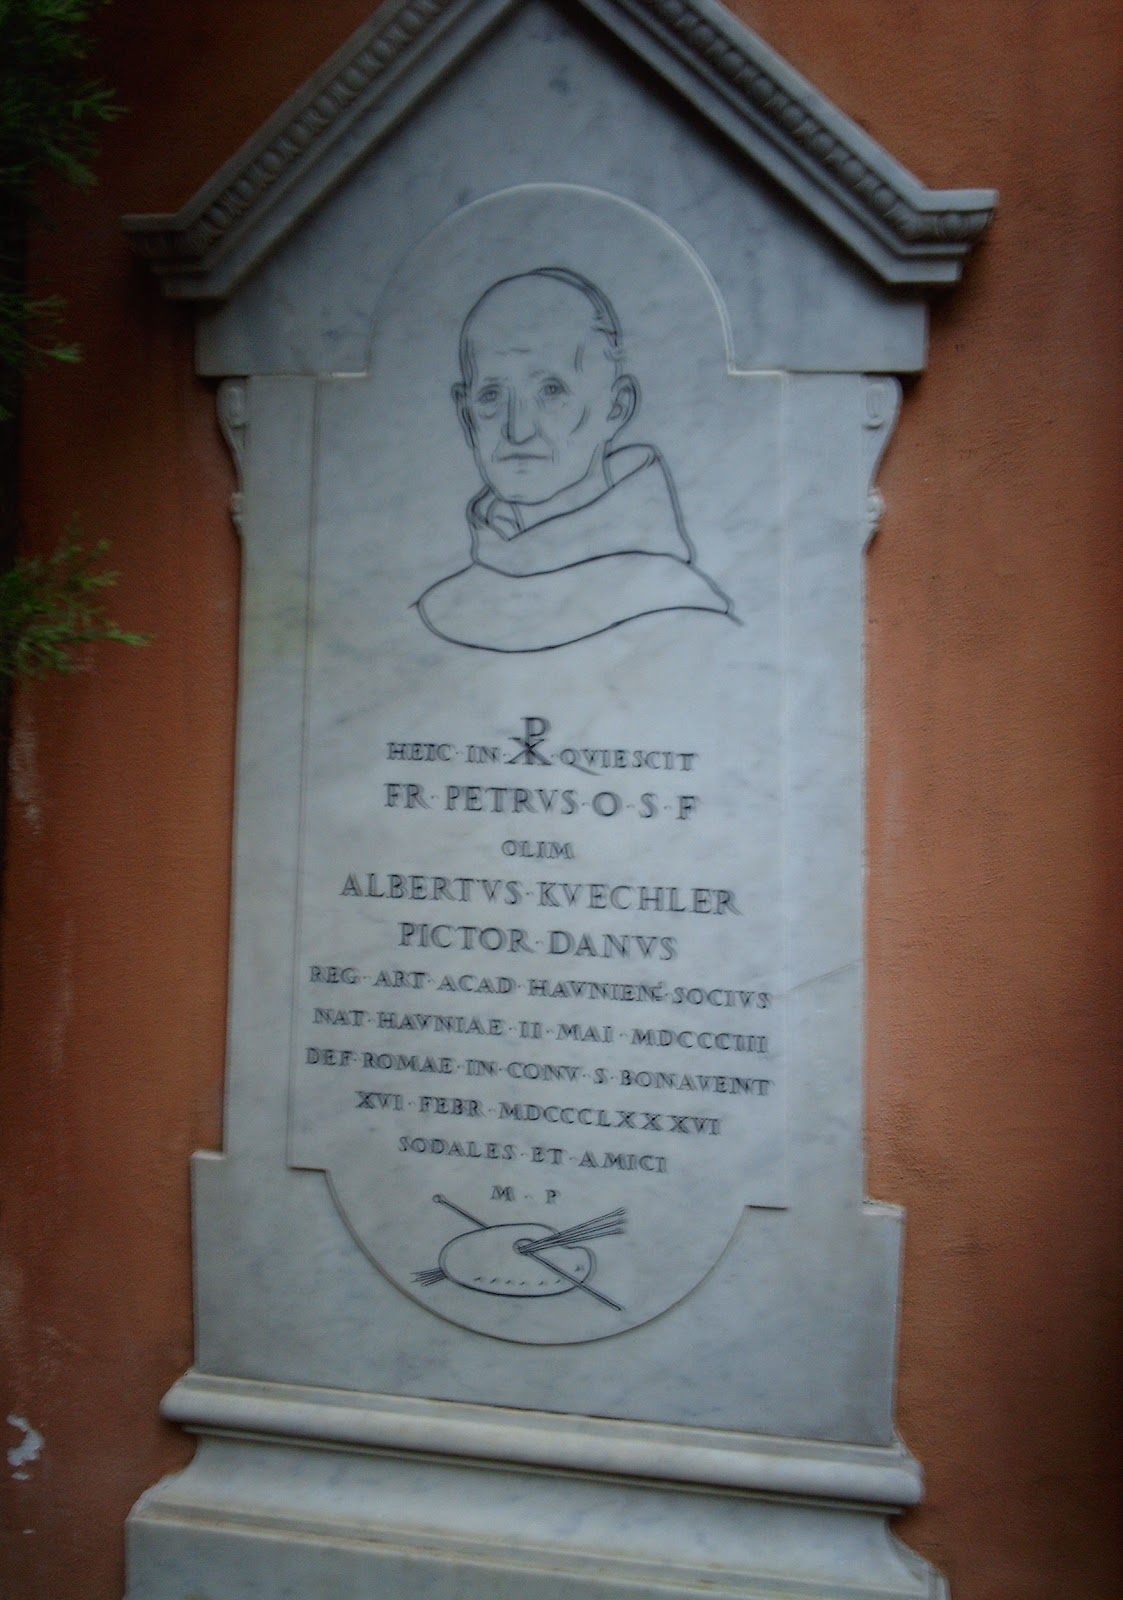 HEIC · IN · ☧ · QVIESCIT
FR · PETRVS · O · S · F
OLIM
ALBERTVS · KVECHLER
PICTOR · DANVS
REG · ART · ACAD · HAVNIEN · SOCIVS
NAT · HAVNIAE · II · MAI · MDCCCIII
DEF · ROMAE · IN · CONV · S · BONAVENT
XVI · FEBR · MDCCCLXXXVI
SODALES · ET · AMICI
M · P